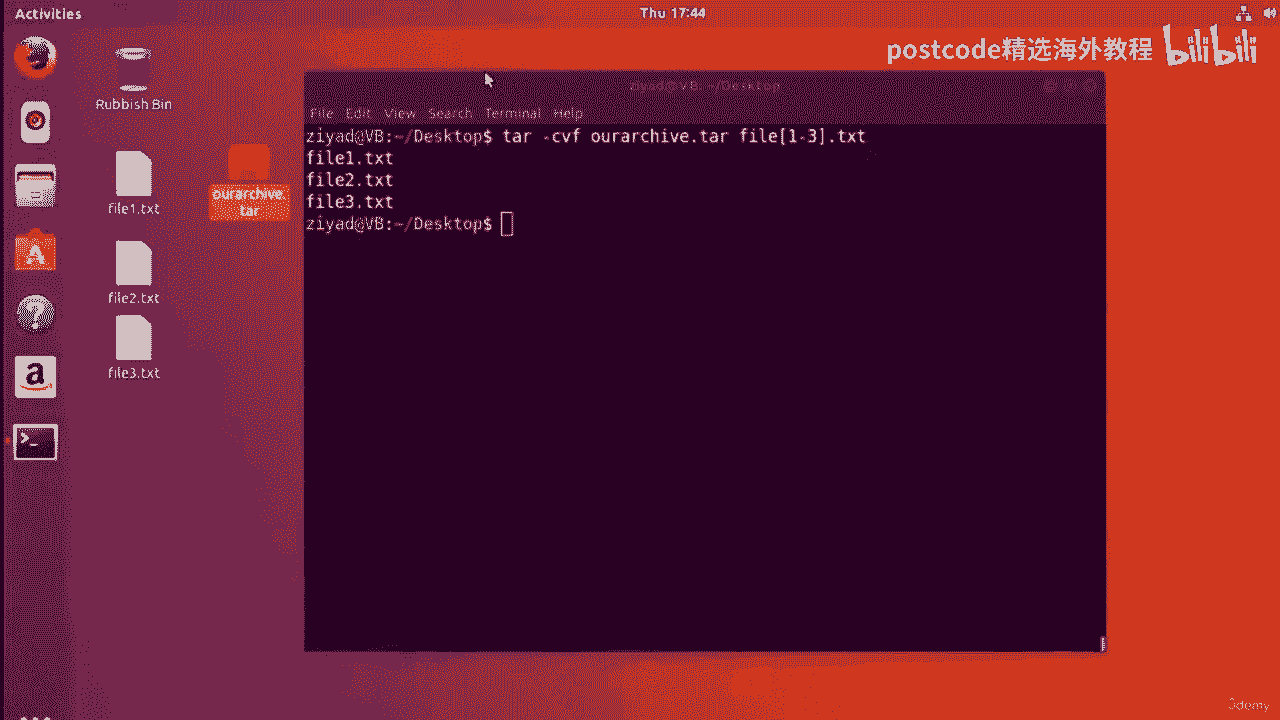 Activities
Thu 17:44
postcode精选海外教程 bilibili
Rubbish Bin
file1.txt
ourarchive.
tar
file2.txt
file3.txt
ziyad@VB: ~/Desktop
File Edit View Search Terminal Help
ziyad@VB:~/Desktop$ tar -cvf ourarchive.tar file[1-3].txt
file1.txt
file2.txt
file3.txt
ziyad@VB:~/Desktop$
a
Udemy